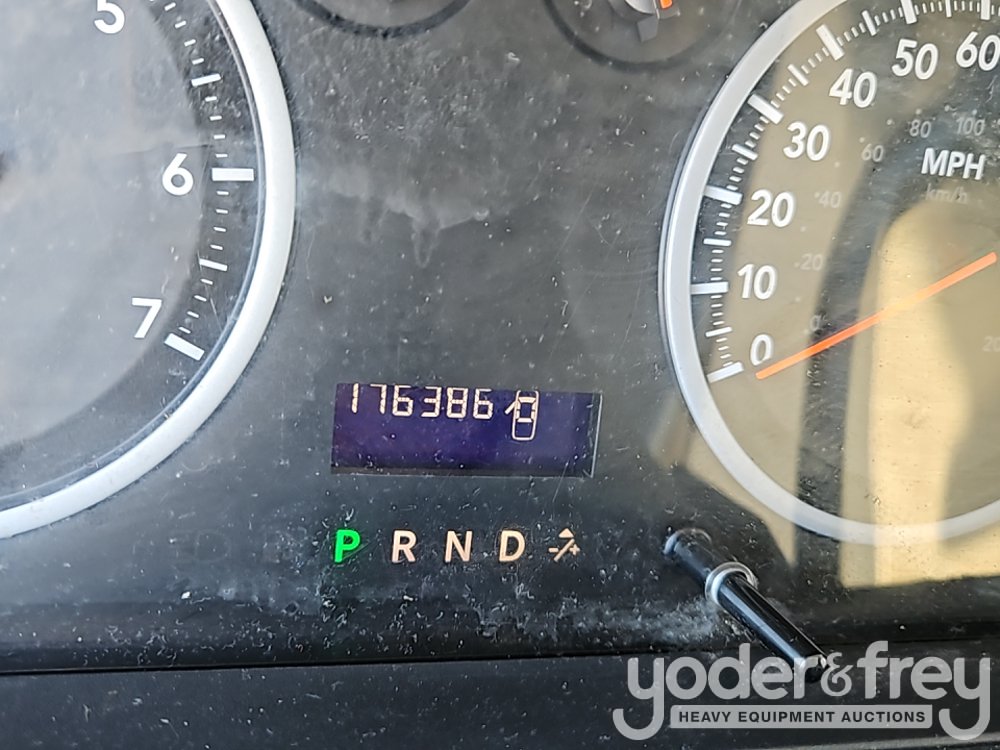 5
6
7
0 10 20 30 40 50 60
20 40 60 80 100
MPH
km/h
176386
P R N D
yoder&frey
HEAVY EQUIPMENT AUCTIONS